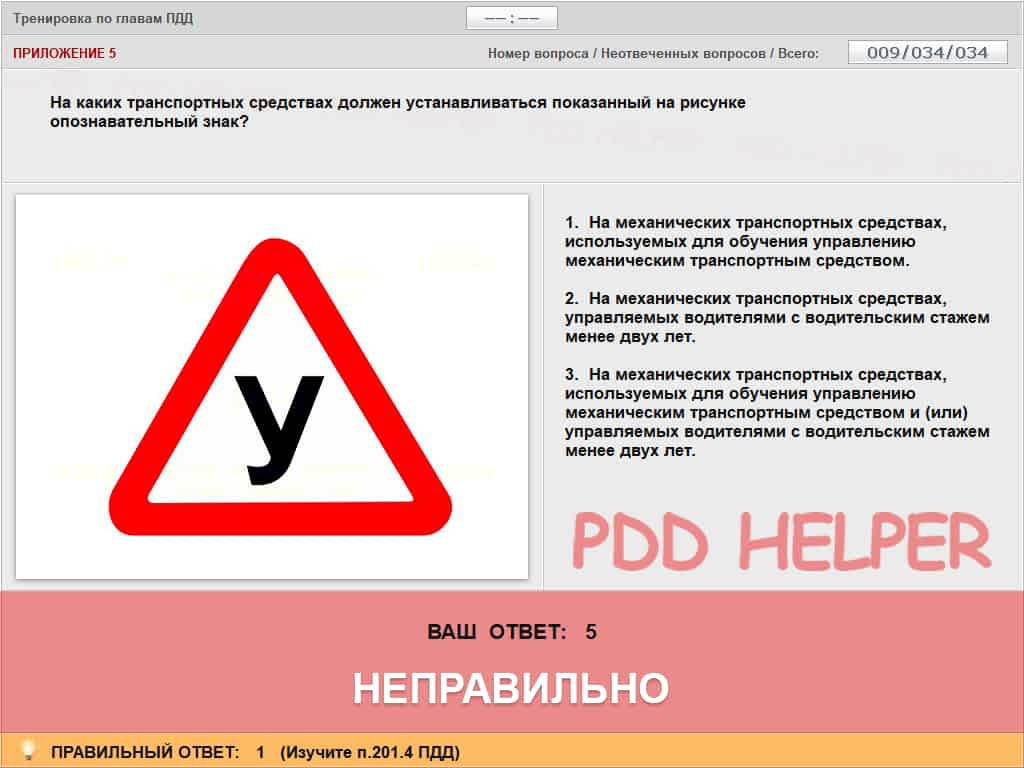 Тренировка по главам ПДД
—— : ——
ПРИЛОЖЕНИЕ 5
Номер вопроса / Неотвеченных вопросов / Всего:
009/034/034
На каких транспортных средствах должен устанавливаться показанный на рисунке
опознавательный знак?
У
1. На механических транспортных средствах,
используемых для обучения управлению
механическим транспортным средством.
2. На механических транспортных средствах,
управляемых водителями с водительским стажем
менее двух лет.
3. На механических транспортных средствах,
используемых для обучения управлению
механическим транспортным средством и (или)
управляемых водителями с водительским стажем
менее двух лет.
PDD HELPER
ВАШ ОТВЕТ: 5
НЕПРАВИЛЬНО
ПРАВИЛЬНЫЙ ОТВЕТ: 1 (Изучите п.201.4 ПДД)